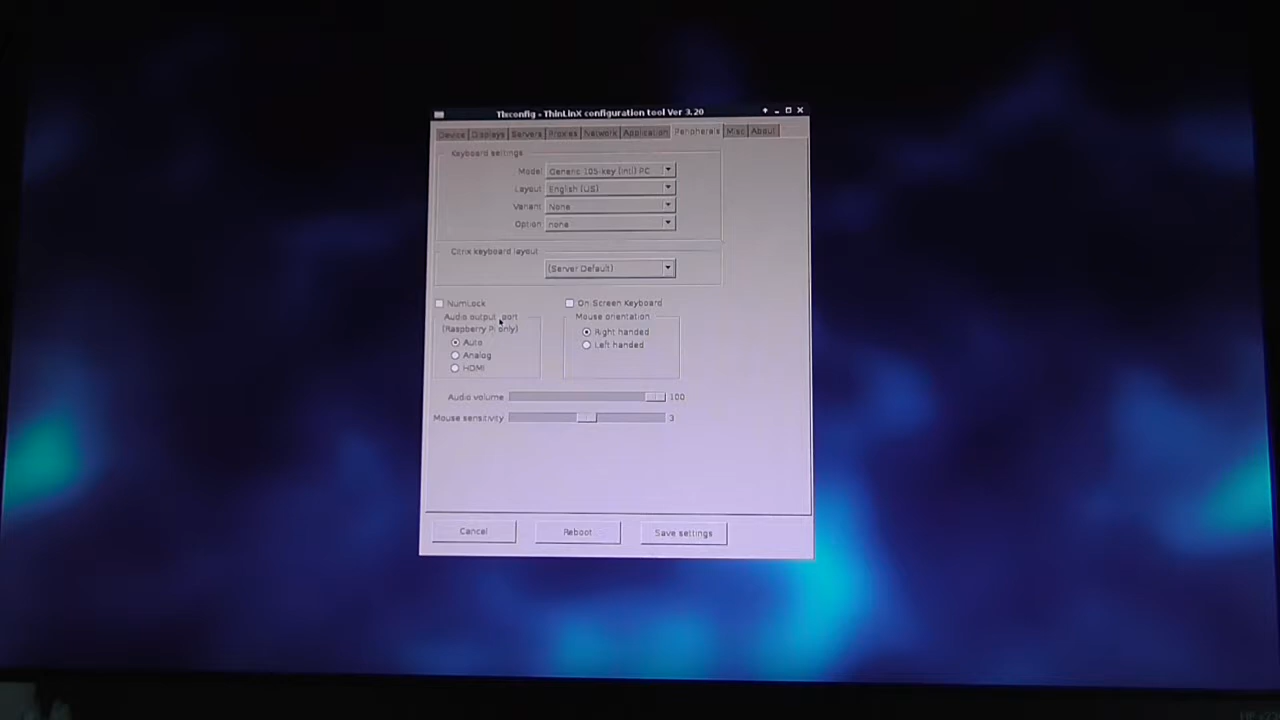 Tlxconfig - ThinLinX configuration tool Ver 3.20
Device Displays Servers Proxies Network Application Peripherals Misc About
Keyboard settings
Model Generic 105-key (Intl) PC
Layout English (US)
Variant None
Option none
Citrix keyboard layout
(Server Default)
NumLock On Screen Keyboard
Audio output port Mouse orientation
(Raspberry Pi only) Right handed
Auto Left handed
Analog
HDMI
Audio volume 100
Mouse sensitivity 3
Cancel Reboot Save settings